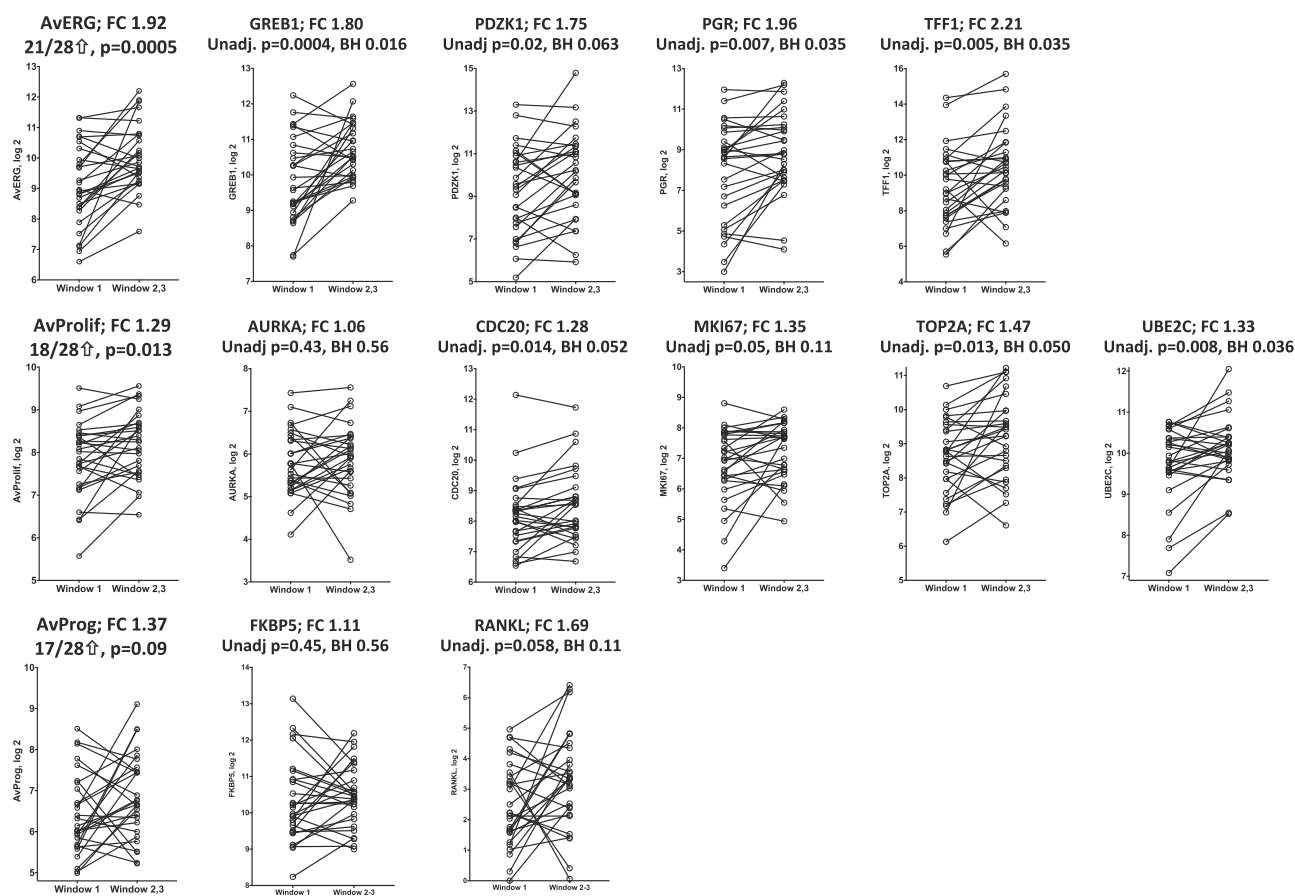 AvERG; FC 1.92
21/28⇧, p=0.0005
AvERG, log 2
13
12
11
10
9
8
7
6
Window 1 Window 2,3
GREB1; FC 1.80
Unadj. p=0.0004, BH 0.016
GREB1, log 2
13
12
11
10
9
8
7
Window 1 Window 2,3
PDZK1; FC 1.75
Unadj. p=0.02, BH 0.063
PDZK1, log 2
15
13
11
9
7
5
Window 1 Window 2,3
PGR; FC 1.96
Unadj. p=0.007, BH 0.035
PGR, log 2
13
11
9
7
5
3
Window 1 Window 2,3
TFF1; FC 2.21
Unadj. p=0.005, BH 0.035
TFF1, log 2
16
14
12
10
8
6
4
Window 1 Window 2,3
AvProlif; FC 1.29
18/28⇧, p=0.013
AvProlif, log 2
10
9
8
7
6
5
Window 1 Window 2,3
AURKA; FC 1.06
Unadj p=0.43, BH 0.56
AURKA, log 2
8
7
6
5
4
3
Window 1 Window 2,3
CDC20; FC 1.28
Unadj. p=0.014, BH 0.052
CDC20, log 2
13
12
11
10
9
8
7
6
Window 1 Window 2,3
MKI67; FC 1.35
Unadj p=0.05, BH 0.11
MKI67, log 2
10
9
8
7
6
5
4
3
Window 1 Window 2,3
TOP2A; FC 1.47
Unadj. p=0.013, BH 0.050
TOP2A, log 2
11
10
9
8
7
6
5
Window 1 Window 2,3
UBE2C; FC 1.33
Unadj. p=0.008, BH 0.036
UBE2C, log 2
12
11
10
9
8
7
Window 1 Window 2,3
AvProg; FC 1.37
17/28⇧, p=0.09
AvProg, log 2
10
9
8
7
6
5
Window 1 Window 2,3
FKBP5; FC 1.11
Unadj p=0.45, BH 0.56
FKBP5, log 2
14
13
12
11
10
9
8
Window 1 Window 2-3
RANKL; FC 1.69
Unadj. p=0.058, BH 0.11
RANKL, log 2
7
6
5
4
3
2
1
0
Window 1 Window 2-3